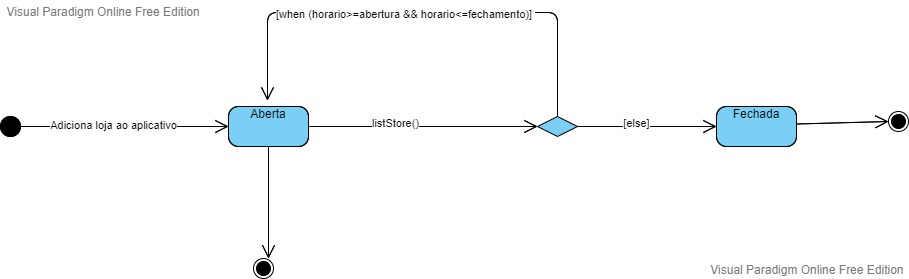 Visual Paradigm Online Free Edition
[when (horario>=abertura && horario<=fechamento)]
Adiciona loja ao aplicativo
Aberta
listStore()
[else]
Fechada
Visual Paradigm Online Free Edition